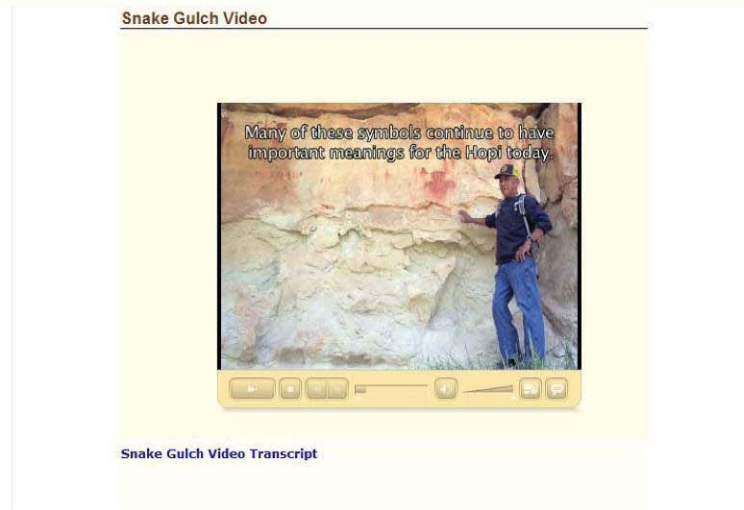 Snake Gulch Video
Many of these symbols continue to have
important meanings for the Hopi today.
Snake Gulch Video Transcript